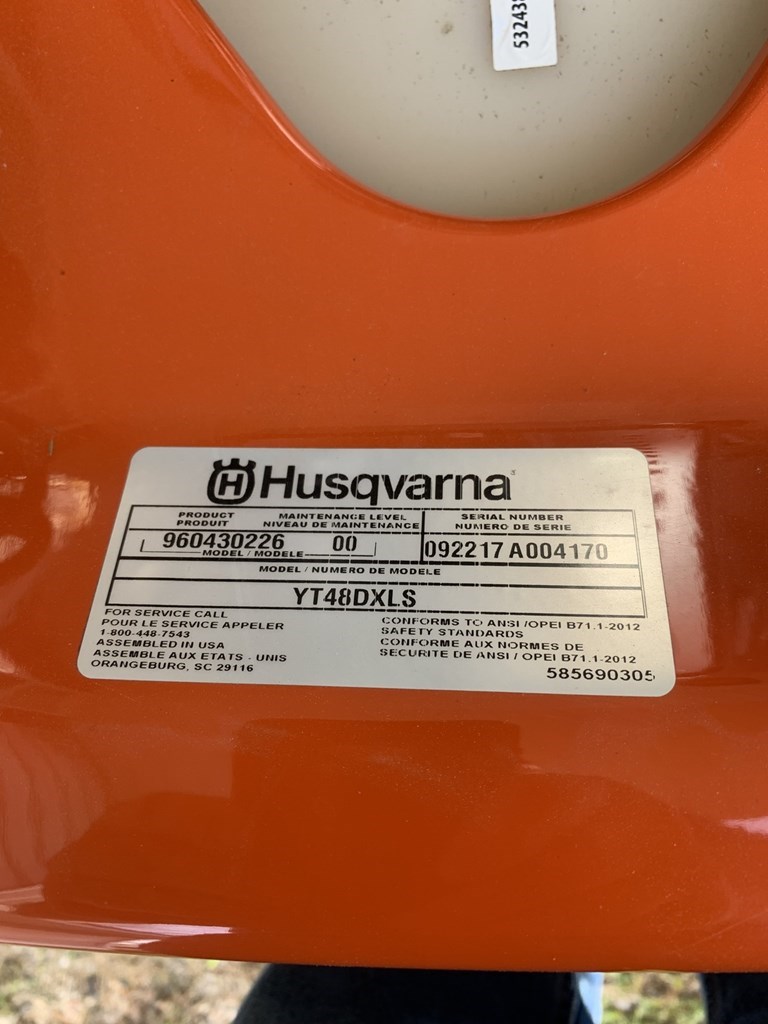 53243
H Husqvarna
PRODUCT
PRODUIT
MAINTENANCE LEVEL
NIVEAU DE MAINTENANCE
SERIAL NUMBER
NUMERO DE SERIE
960430226 00
MODEL / MODELE
092217 A004170
MODEL / NUMERO DE MODELE
YT48DXLS
FOR SERVICE CALL
POUR LE SERVICE APPELER
1-800-448-7543
ASSEMBLED IN USA
ASSEMBLE AUX ETATS - UNIS
ORANGEBURG, SC 29116
CONFORMS TO ANSI / OPEI B71.1-2012
SAFETY STANDARDS
CONFORME AUX NORMES DE
SECURITE DE ANSI / OPEI B71.1-2012
585690305